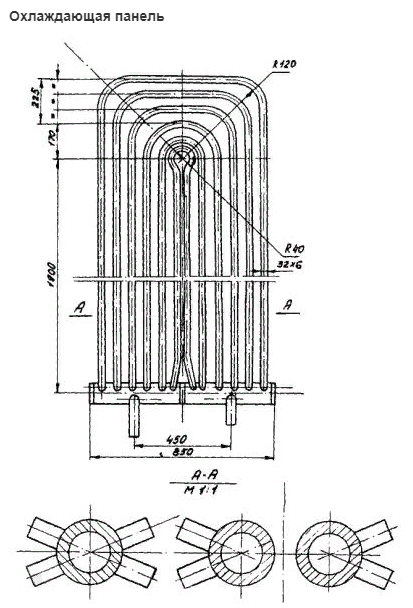 Охлаждающая панель
R120
225
= = =
170
R40
32×6
1800
А
А
450
850
А-А
М 1:1